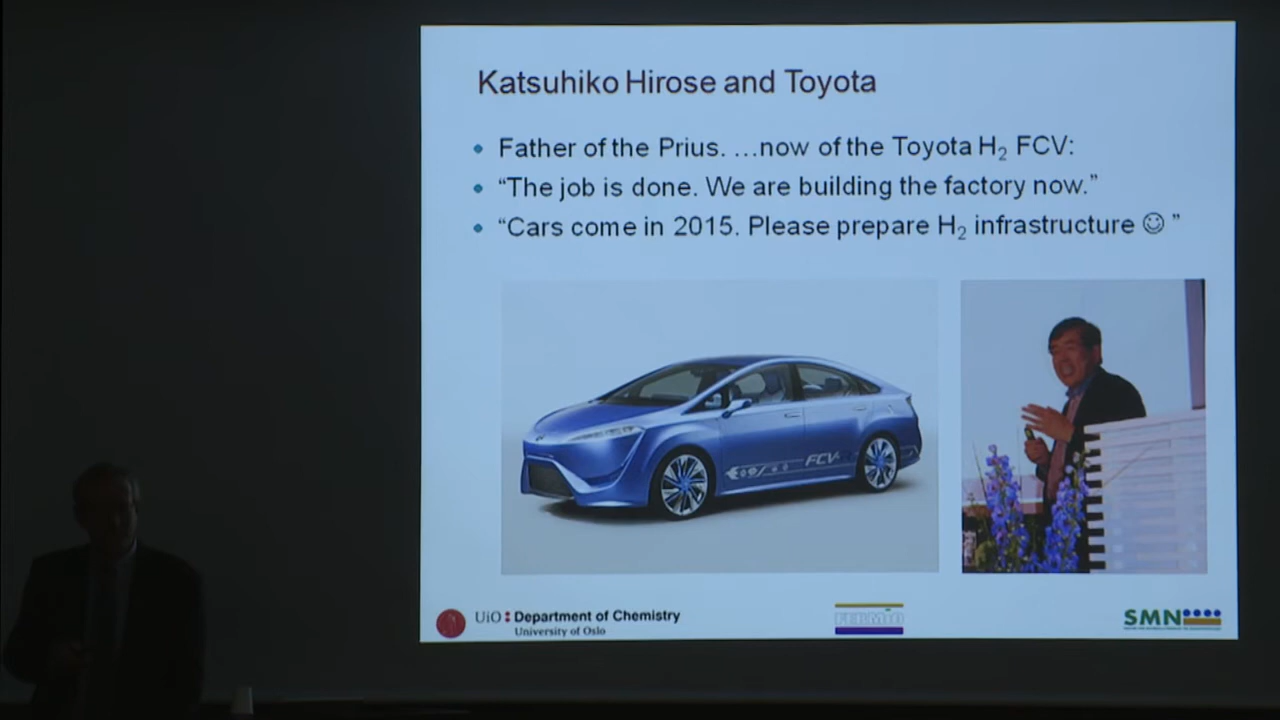 Katsuhiko Hirose and Toyota
• Father of the Prius. …now of the Toyota H₂ FCV:
• “The job is done. We are building the factory now.”
• “Cars come in 2015. Please prepare H₂ infrastructure ☺ ”
FCV-R
UiO Department of Chemistry
University of Oslo
FERMiO
SMN